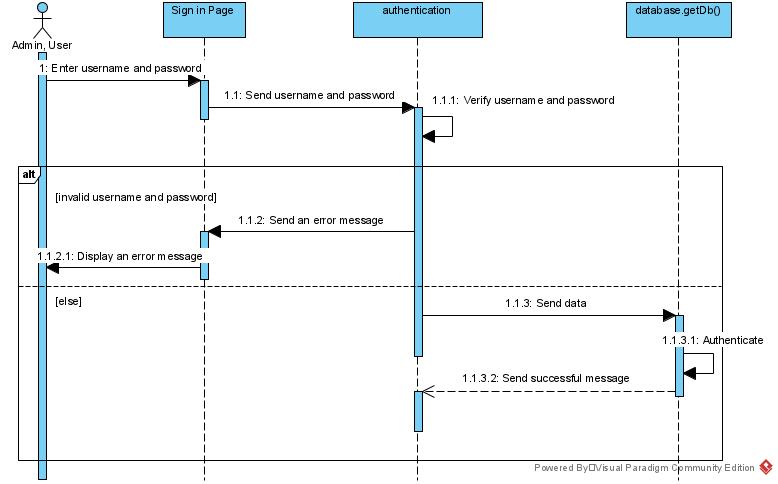 Sign in Page
authentication
database.getDb()
Admin, User
1: Enter username and password
1.1: Send username and password
1.1.1: Verify username and password
alt
[invalid username and password]
1.1.2: Send an error message
1.1.2.1: Display an error message
[else]
1.1.3: Send data
1.1.3.1: Authenticate
1.1.3.2: Send successful message
Powered By□Visual Paradigm Community Edition